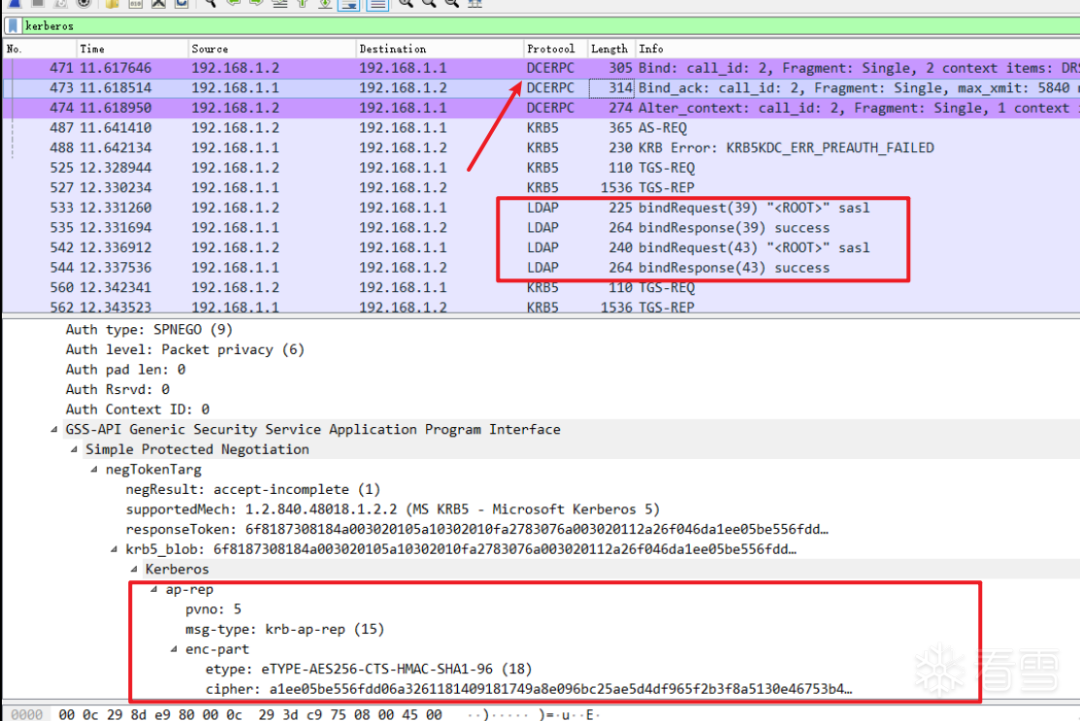 kerberos
No. Time Source Destination Protocol Length Info
471 11.617646 192.168.1.2 192.168.1.1 DCERPC 305 Bind: call_id: 2, Fragment: Single, 2 context items: DRS
473 11.618514 192.168.1.1 192.168.1.2 DCERPC 314 Bind_ack: call_id: 2, Fragment: Single, max_xmit: 5840
474 11.618950 192.168.1.2 192.168.1.1 DCERPC 274 Alter_context: call_id: 2, Fragment: Single, 1 context
487 11.641410 192.168.1.2 192.168.1.1 KRB5 365 AS-REQ
488 11.642134 192.168.1.1 192.168.1.2 KRB5 230 KRB Error: KRB5KDC_ERR_PREAUTH_FAILED
525 12.328944 192.168.1.2 192.168.1.1 KRB5 110 TGS-REQ
527 12.330234 192.168.1.1 192.168.1.2 KRB5 1536 TGS-REP
533 12.331260 192.168.1.2 192.168.1.1 LDAP 225 bindRequest(39) "<ROOT>" sasl
535 12.331694 192.168.1.1 192.168.1.2 LDAP 264 bindResponse(39) success
542 12.336912 192.168.1.2 192.168.1.1 LDAP 240 bindRequest(43) "<ROOT>" sasl
544 12.337536 192.168.1.1 192.168.1.2 LDAP 264 bindResponse(43) success
560 12.342341 192.168.1.2 192.168.1.1 KRB5 110 TGS-REQ
562 12.343523 192.168.1.1 192.168.1.2 KRB5 1536 TGS-REP
Auth type: SPNEGO (9)
Auth level: Packet privacy (6)
Auth pad len: 0
Auth Rsrvd: 0
Auth Context ID: 0
GSS-API Generic Security Service Application Program Interface
Simple Protected Negotiation
negTokenTarg
negResult: accept-incomplete (1)
supportedMech: 1.2.840.48018.1.2.2 (MS KRB5 - Microsoft Kerberos 5)
responseToken: 6f8187308184a003020105a10302010fa2783076a003020112a26f046da1ee05be556fdd…
krb5_blob: 6f8187308184a003020105a10302010fa2783076a003020112a26f046da1ee05be556fdd…
Kerberos
ap-rep
pvno: 5
msg-type: krb-ap-rep (15)
enc-part
etype: eTYPE-AES256-CTS-HMAC-SHA1-96 (18)
cipher: a1ee05be556fdd06a3261181409181749a8e096bc25ae5d4df965f2b3f8a5130e46753b4…
看雪
0000 00 0c 29 8d e9 80 00 0c 29 3d c9 75 08 00 45 00 ··)····· )=·u··E·